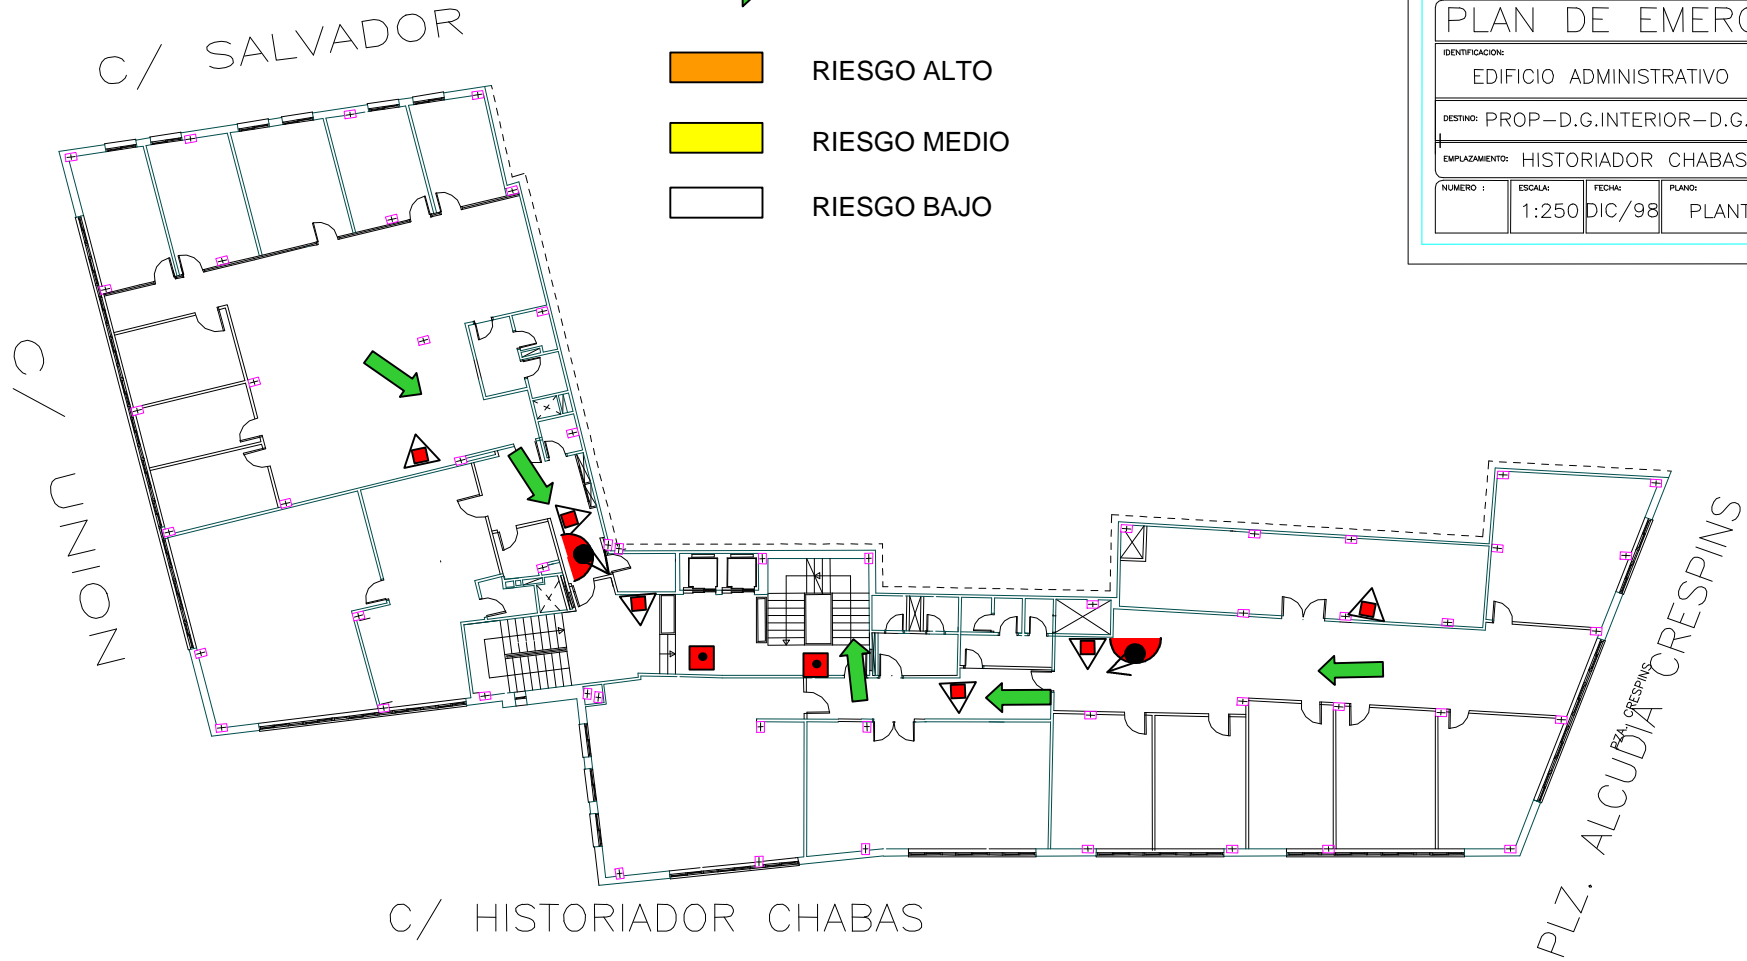 C/ SALVADOR
RIESGO ALTO
RIESGO MEDIO
RIESGO BAJO
PLAN DE EMERG
IDENTIFICACION:
EDIFICIO ADMINISTRATIVO
DESTINO: PROP-D.G.INTERIOR-D.G.
EMPLAZAMIENTO: HISTORIADOR CHABAS
NUMERO :
ESCALA:
1:250
FECHA:
DIC/98
PLANO:
PLANT
C/ UNION
PZA. CRESPINS
PLZ. ALCUDIA CRESPINS
C/ HISTORIADOR CHABAS